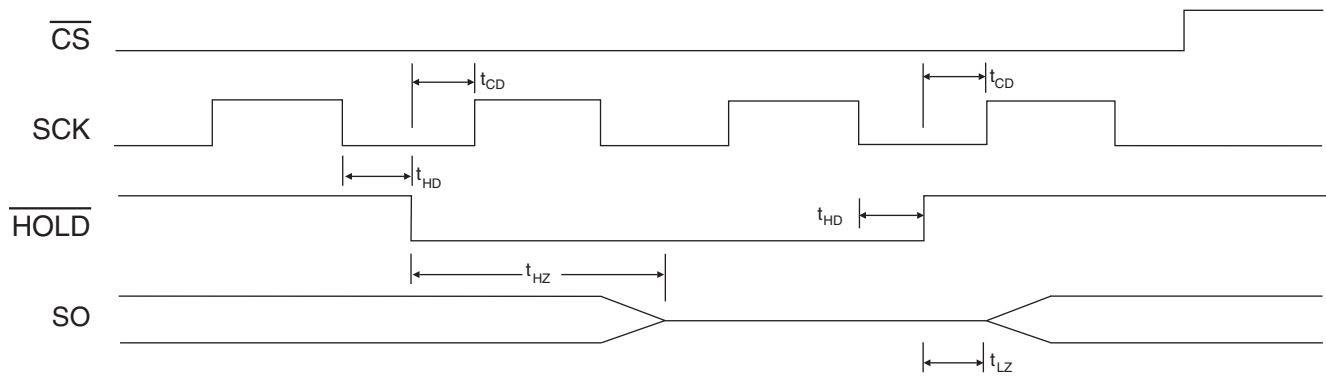 CS
t_CD
t_CD
SCK
t_HD
HOLD
t_HD
t_HZ
SO
t_LZ